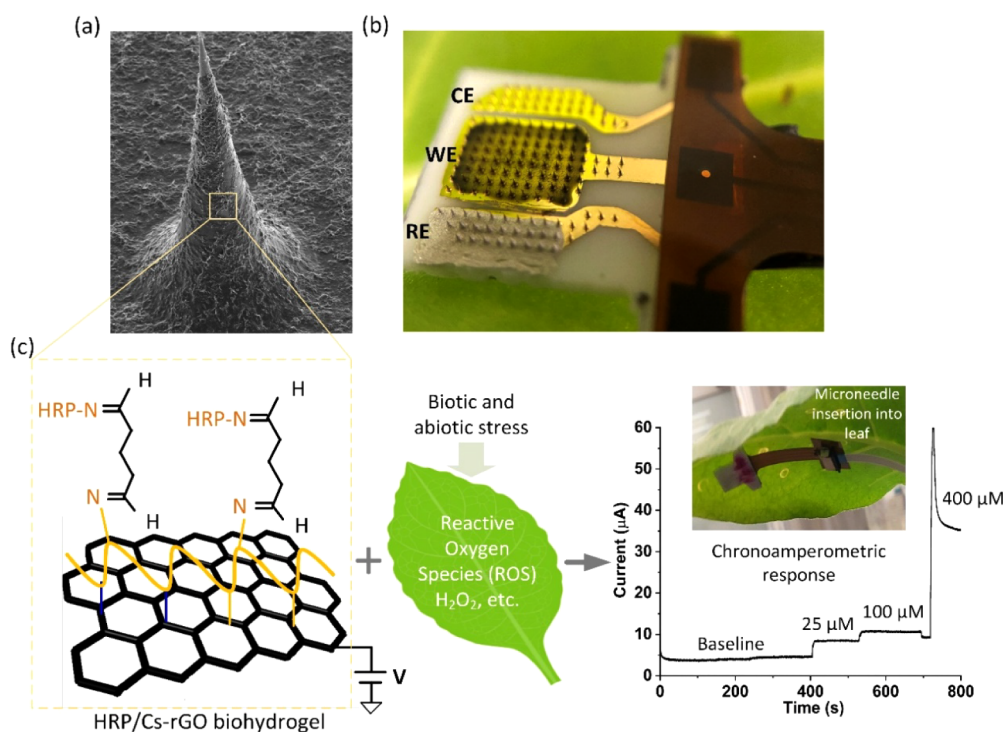 (a)
(b)
CE
WE
RE
(c)
H
H
HRP-N
HRP-N
N
N
H
H
V
HRP/Cs-rGO biohydrogel
+
Biotic and
abiotic stress
Reactive
Oxygen
Species (ROS)
H₂O₂, etc.
Microneedle
insertion into
leaf
60
50
40
30
20
10
0
Current (µA)
400 µM
Chronoamperometric
response
25 µM
100 µM
Baseline
0
200
400
600
800
Time (s)